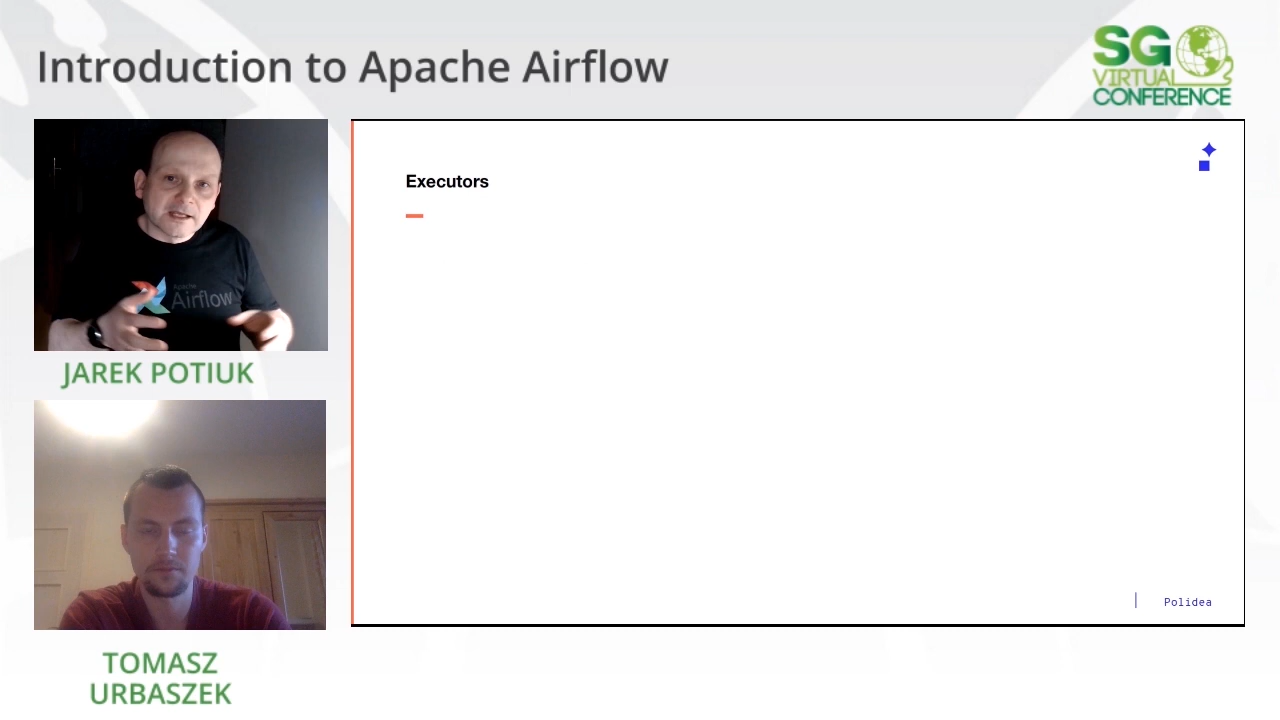 Introduction to Apache Airflow
SG
VIRTUAL
CONFERENCE
Executors
Apache
Airflow
JAREK POTIUK
TOMASZ
URBASZEK
Polidea